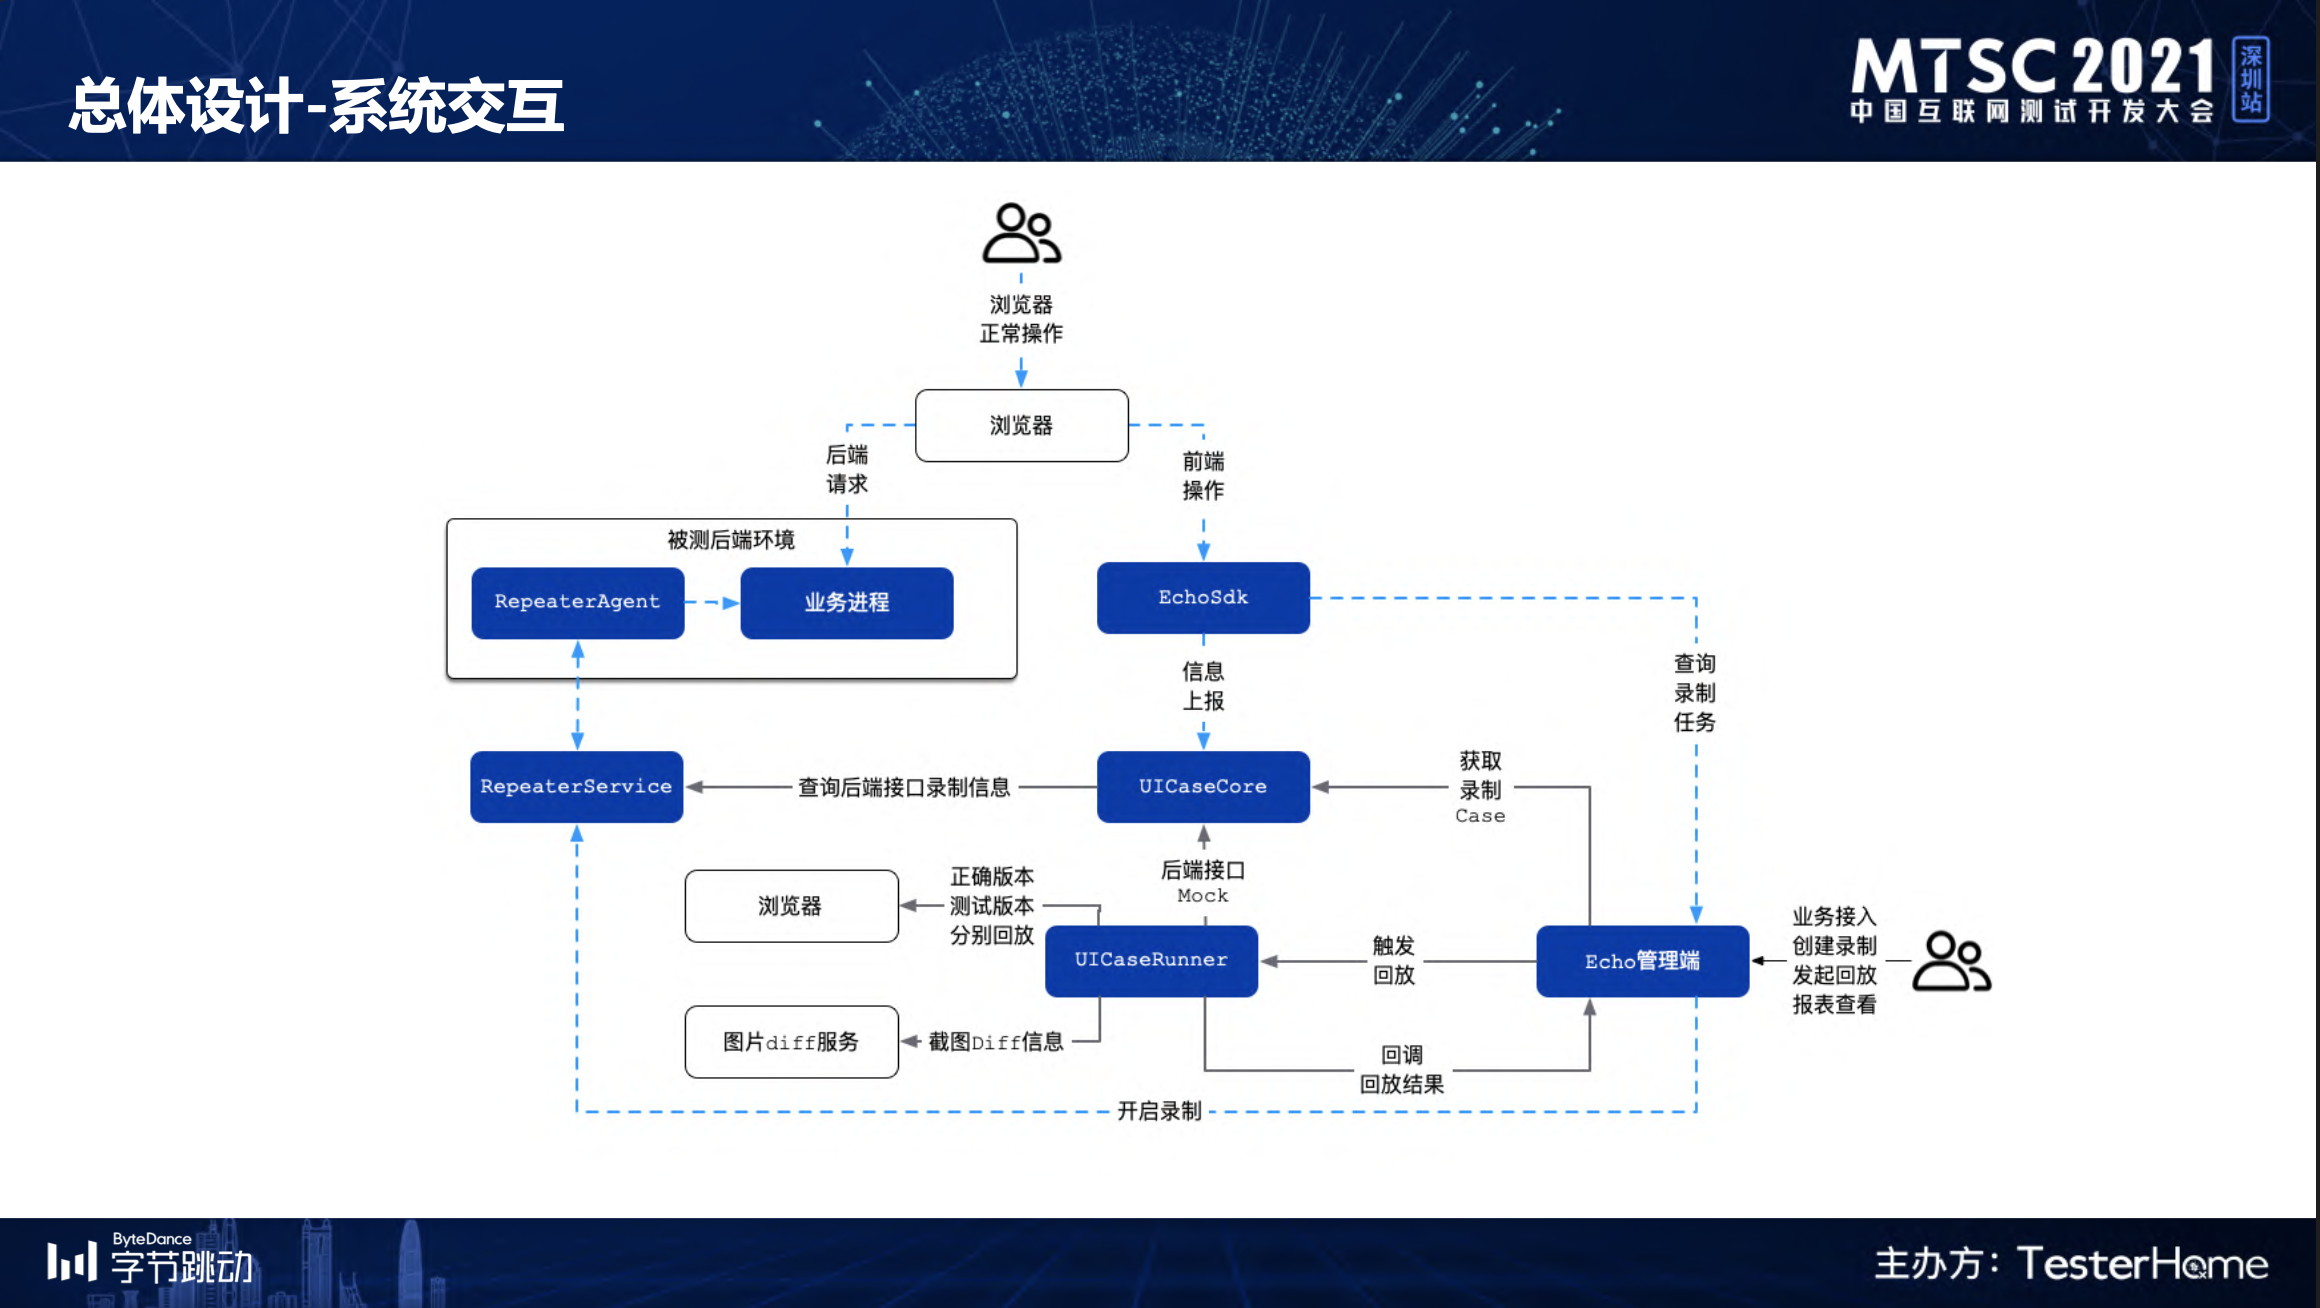 总体设计-系统交互
MTSC 2021
中国互联网测试开发大会
深圳站
浏览器
正常操作
浏览器
后端
请求
前端
操作
被测后端环境
RepeaterAgent
业务进程
EchoSdk
信息
上报
查询
录制
任务
RepeaterService
查询后端接口录制信息
UICaseCore
获取
录制
Case
浏览器
正确版本
测试版本
分别回放
后端接口
Mock
UICaseRunner
触发
回放
Echo管理端
业务接入
创建录制
发起回放
报表查看
图片diff服务
截图Diff信息
回调
回放结果
开启录制
ByteDance
字节跳动
主办方：TesterHome